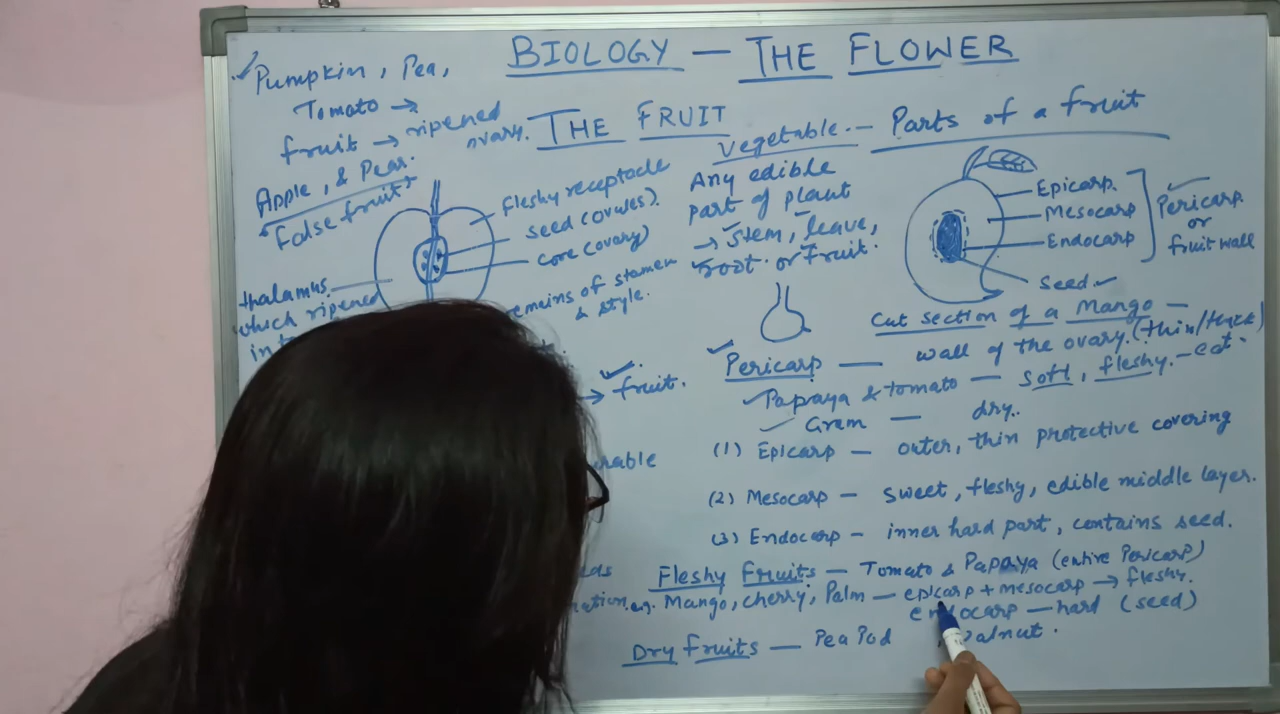 BIOLOGY — THE FLOWER
✓ Pumpkin, Pea,
Tomato →
fruit → ripened
ovary.
Apple, & Pear.
"False fruit"
THE FRUIT
fleshy receptacle
seed (ovules).
core (ovary)
remains of stamen
& style.
thalamus
which ripened
in
→ fruit.
Vegetable. —
Any edible
part of plant
→ stem, leave,
root. or fruit.
Parts of a fruit
Epicarp.
Mesocarp
Endocarp
Pericarp
or
fruit wall
Seed ✓
Cut section of a Mango —
✓ Pericarp — wall of the ovary. (thin/thick)
✓ Papaya & tomato — soft, fleshy. — eat.
✓ Gram — dry.
(1) Epicarp — outer, thin protective covering
(2) Mesocarp — sweet, fleshy, edible middle layer.
(3) Endocarp — inner hard part, contains seed.
Fleshy Fruits — Tomato & Papaya (entire Pericarp)
eg. Mango, cherry, Palm — epicarp + mesocarp → fleshy.
endocarp — hard (seed)
Dry fruits — Pea Pod walnut.